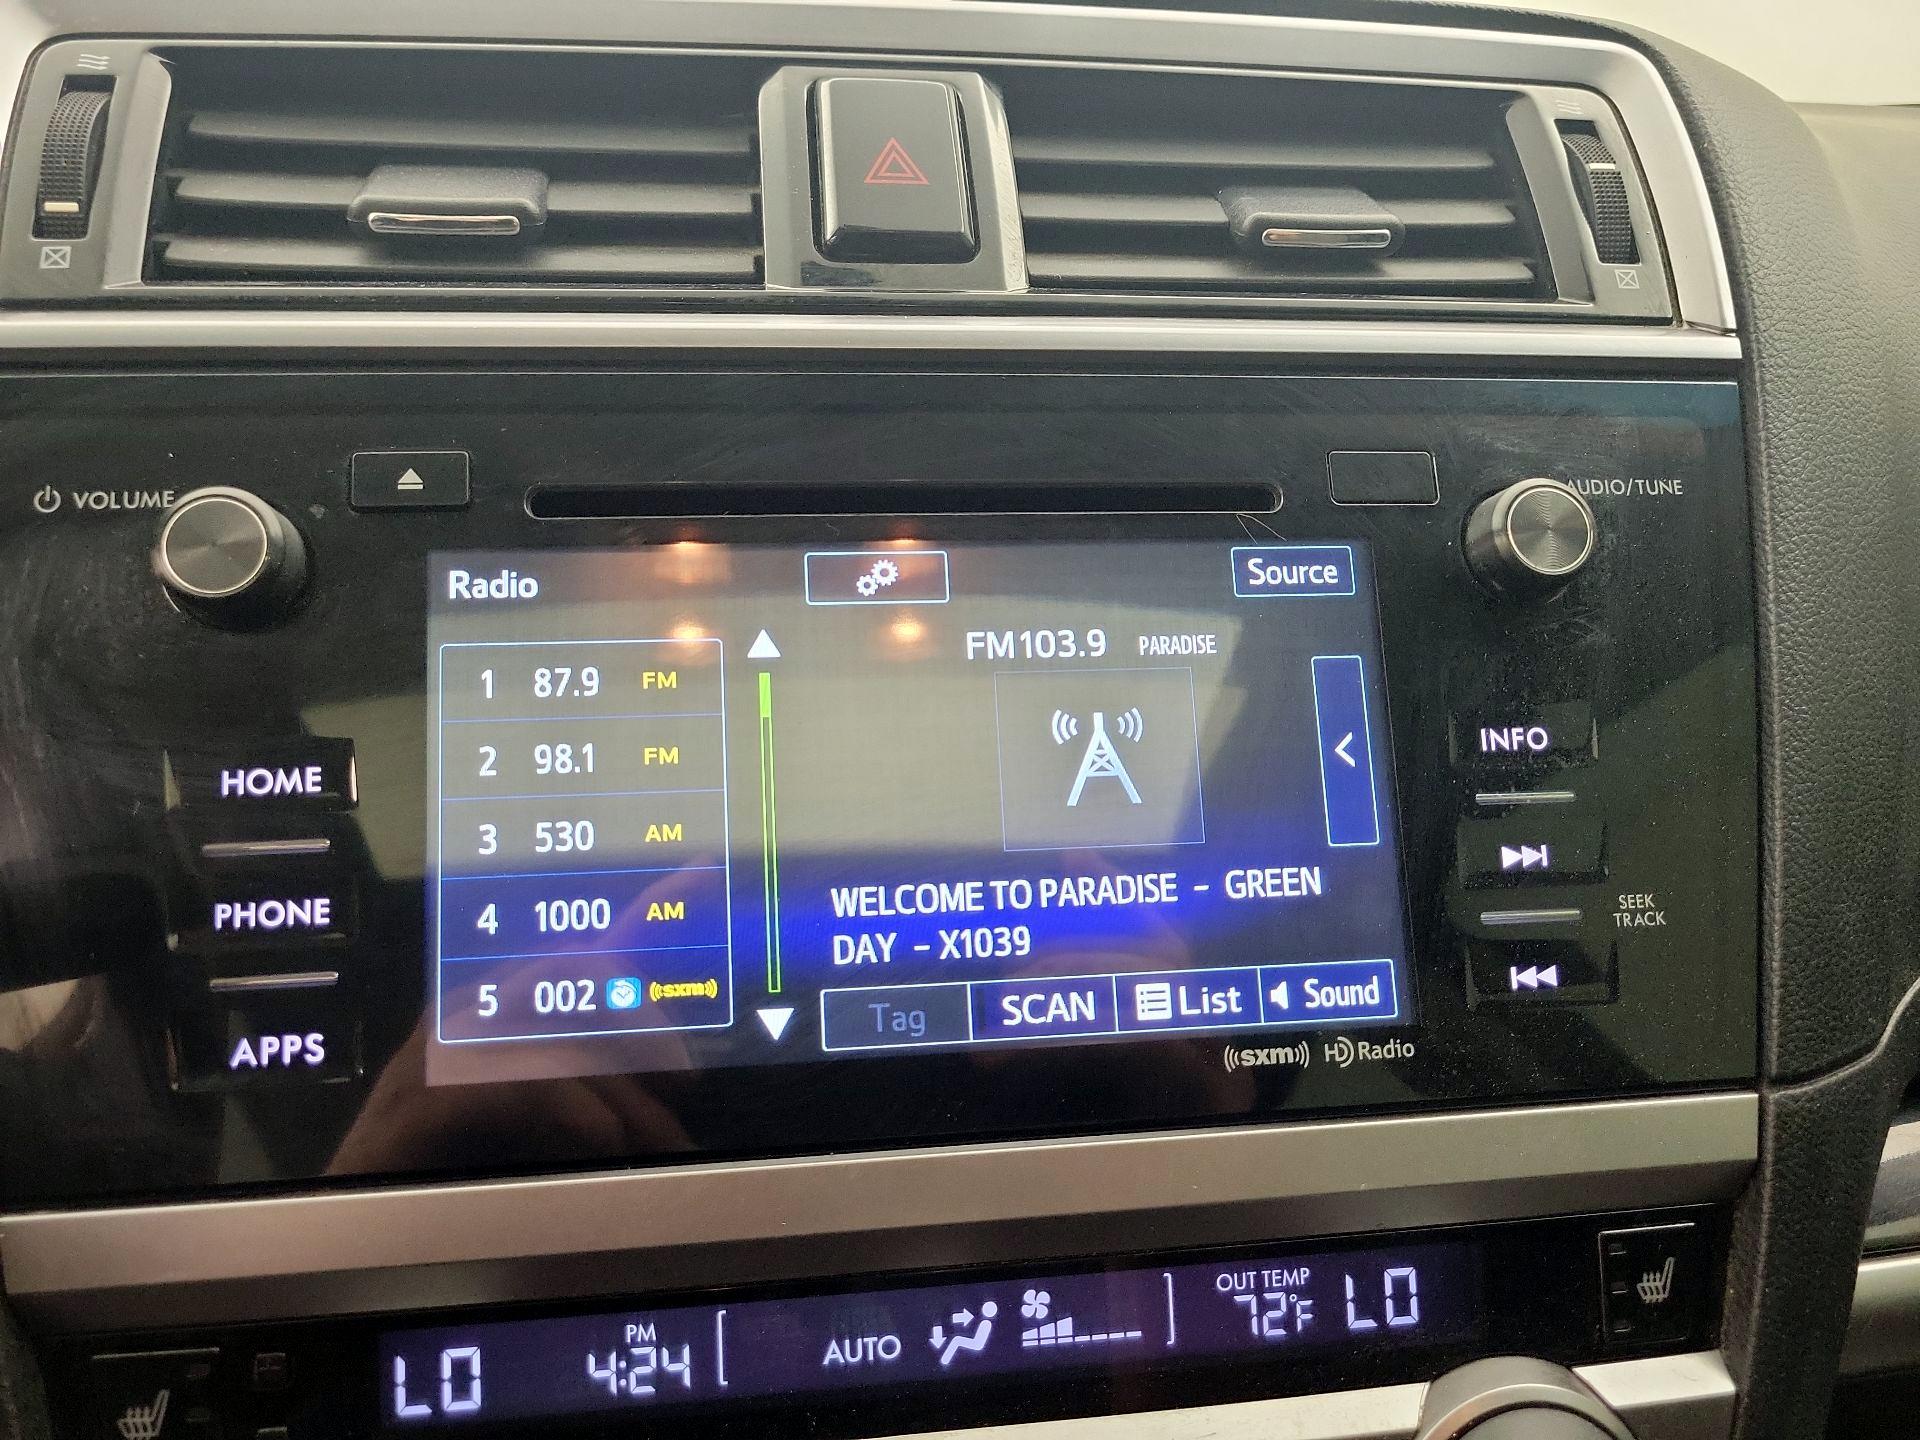 VOLUME
AUDIO/TUNE
Radio
Source
FM103.9 PARADISE
1 87.9 FM
2 98.1 FM
3 530 AM
4 1000 AM
5 002 ((sxm))
WELCOME TO PARADISE – GREEN
DAY – X1039
Tag SCAN List Sound
((sxm)) HD Radio
HOME
PHONE
APPS
INFO
SEEK
TRACK
LO
PM
4:24
AUTO
OUT TEMP
72°F
LO